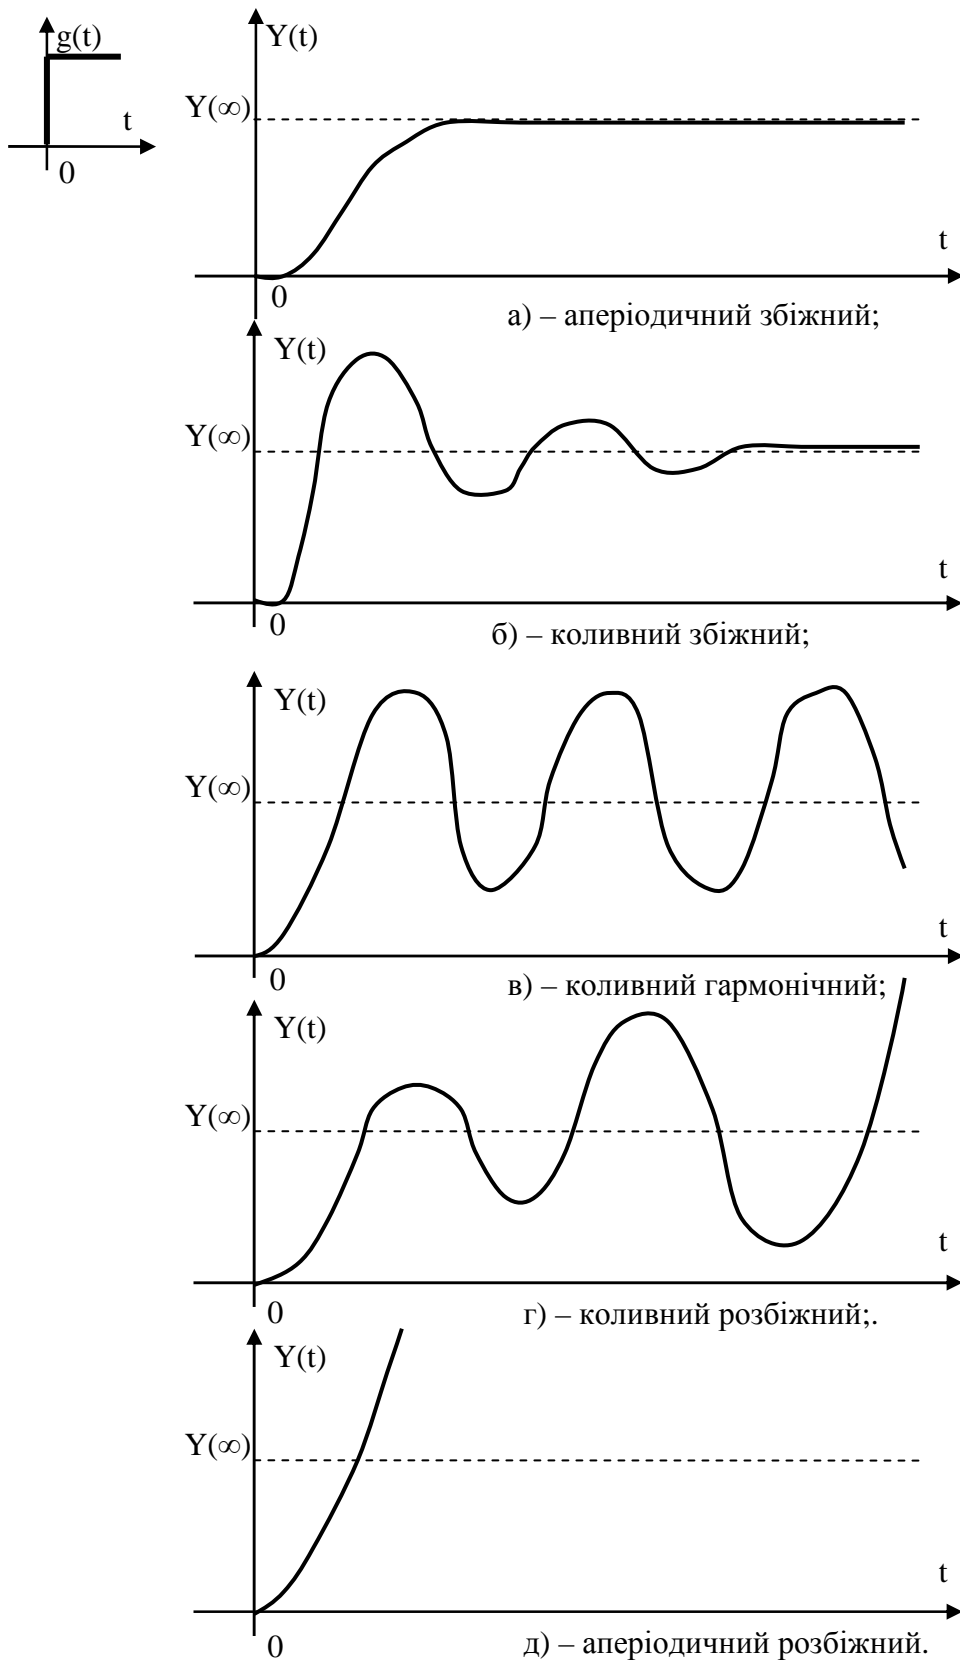 g(t)
t
0
Y(t)
Y(∞)
t
0
а) – аперіодичний збіжний;
Y(t)
Y(∞)
t
0
б) – коливний збіжний;
Y(t)
Y(∞)
t
0
в) – коливний гармонічний;
Y(t)
Y(∞)
t
0
г) – коливний розбіжний;.
Y(t)
Y(∞)
t
0
д) – аперіодичний розбіжний.